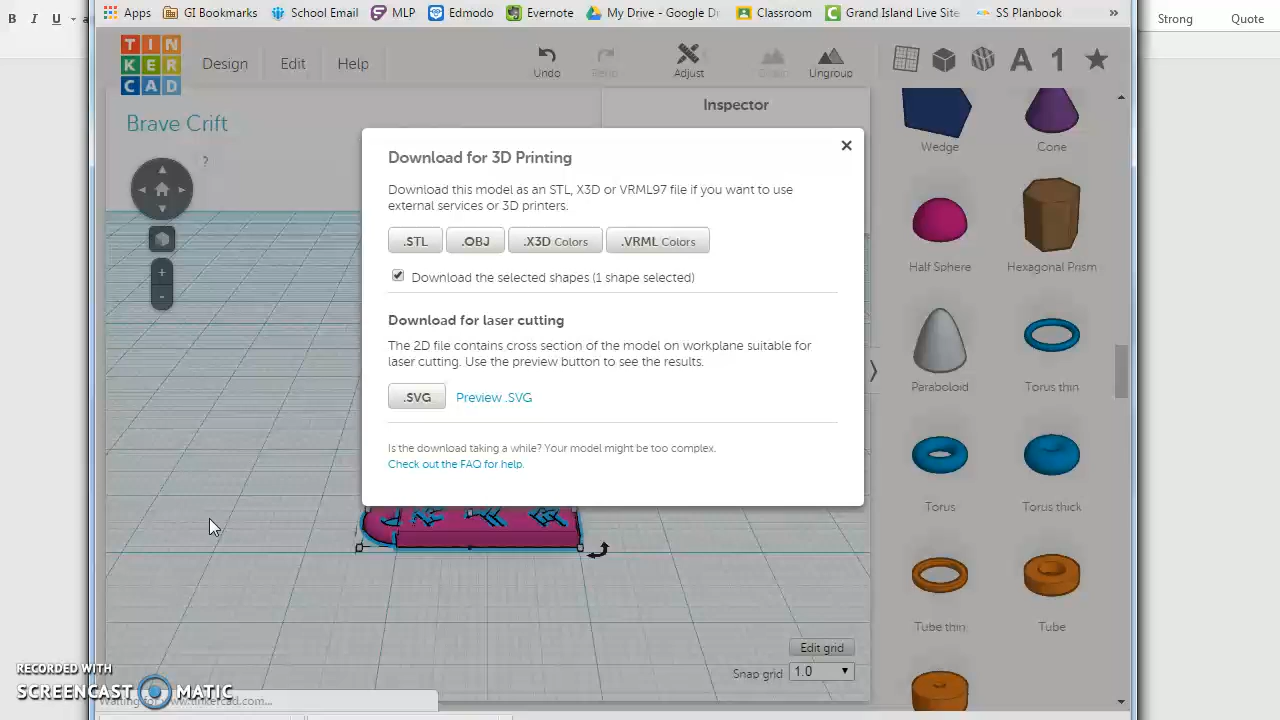 B I U a
Apps GI Bookmarks School Email MLP Edmodo Evernote My Drive - Google Dr Classroom Grand Island Live Site SS Planbook »
Strong Quote
TIN
KER
CAD
Design Edit Help
Undo Redo Adjust Group Ungroup
A 1
Brave Crift
?
Inspector
Download for 3D Printing
Download this model as an STL, X3D or VRML97 file if you want to use
external services or 3D printers.
.STL .OBJ .X3D Colors .VRML Colors
Download the selected shapes (1 shape selected)
Download for laser cutting
The 2D file contains cross section of the model on workplane suitable for
laser cutting. Use the preview button to see the results.
.SVG Preview .SVG
Is the download taking a while? Your model might be too complex.
Check out the FAQ for help.
+
-
Wedge Cone
Half Sphere Hexagonal Prism
Paraboloid Torus thin
Torus Torus thick
Tube thin Tube
Edit grid
Snap grid 1.0
RECORDED WITH
SCREENCAST MATIC
Waiting for www.tinkercad.com...